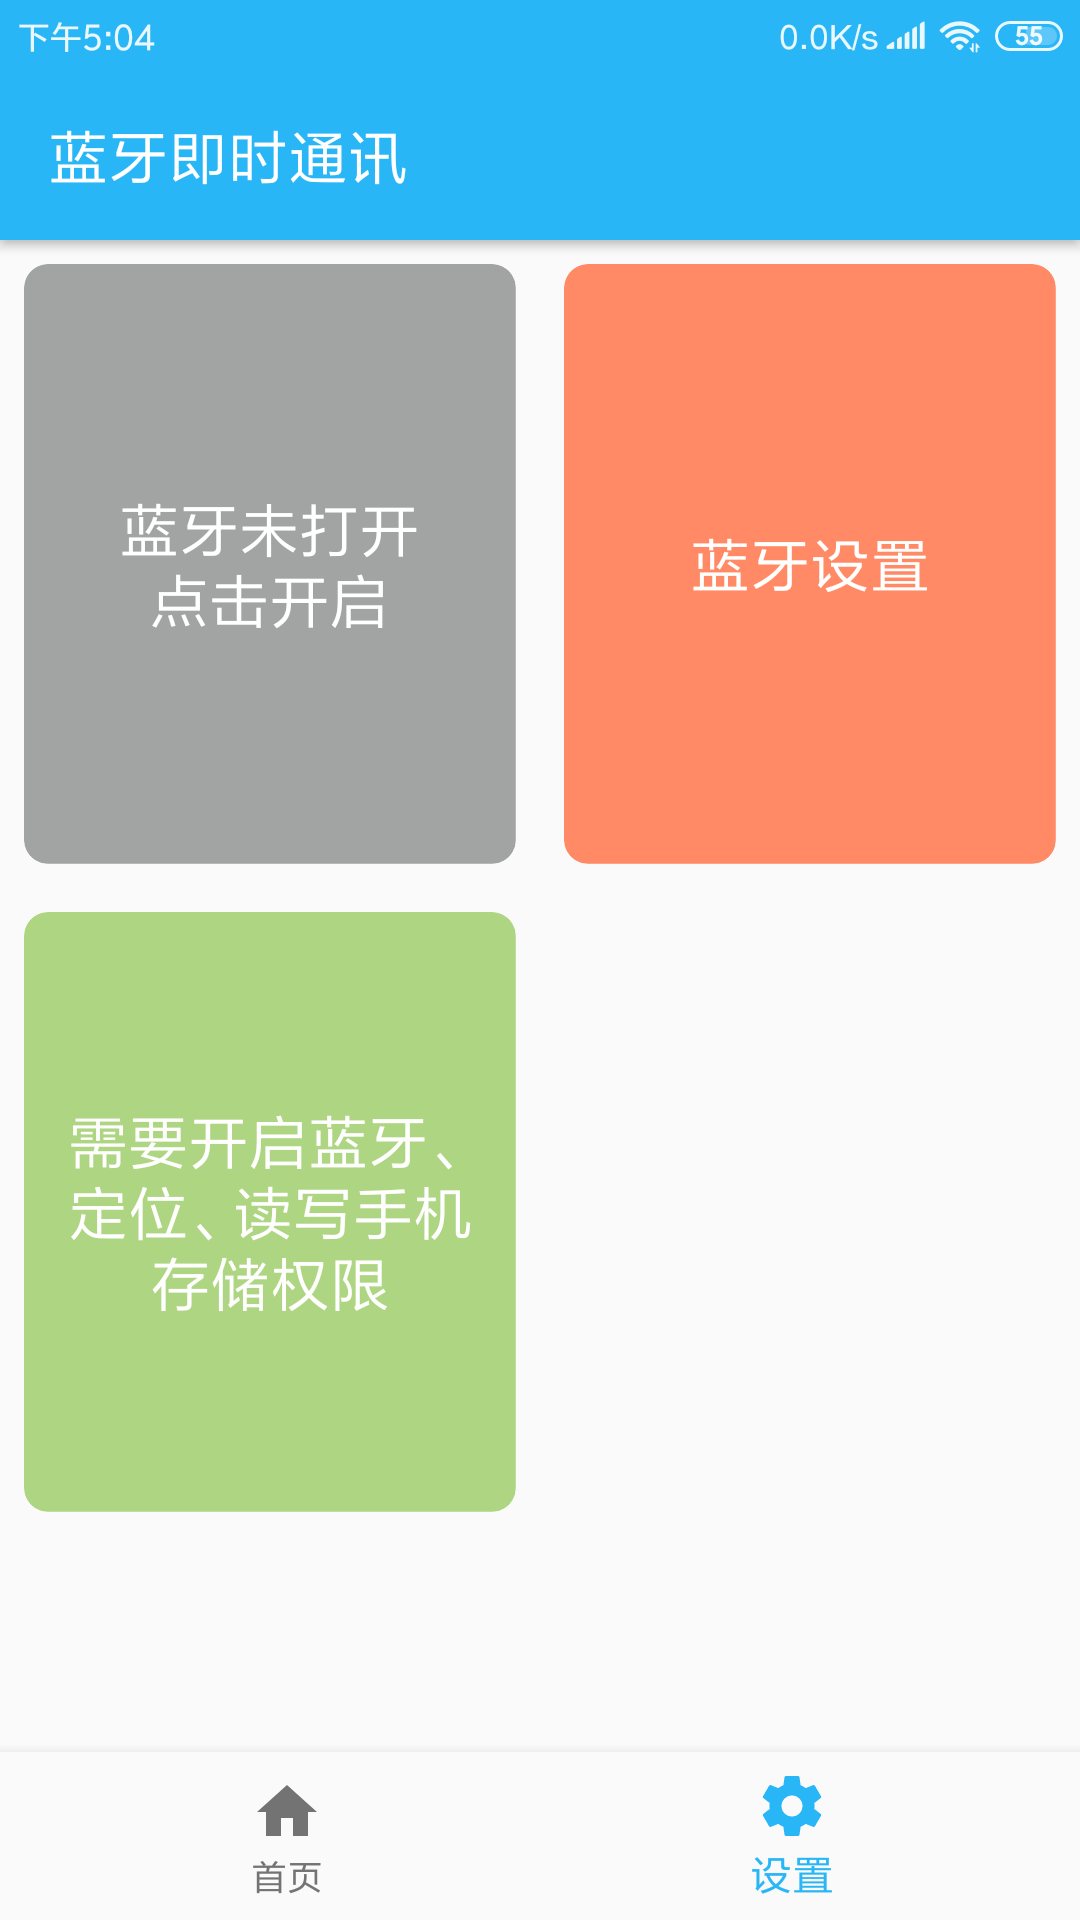 下午5:04
0.0K/s
55
蓝牙即时通讯
蓝牙未打开
点击开启
蓝牙设置
需要开启蓝牙、
定位、读写手机
存储权限
首页
设置